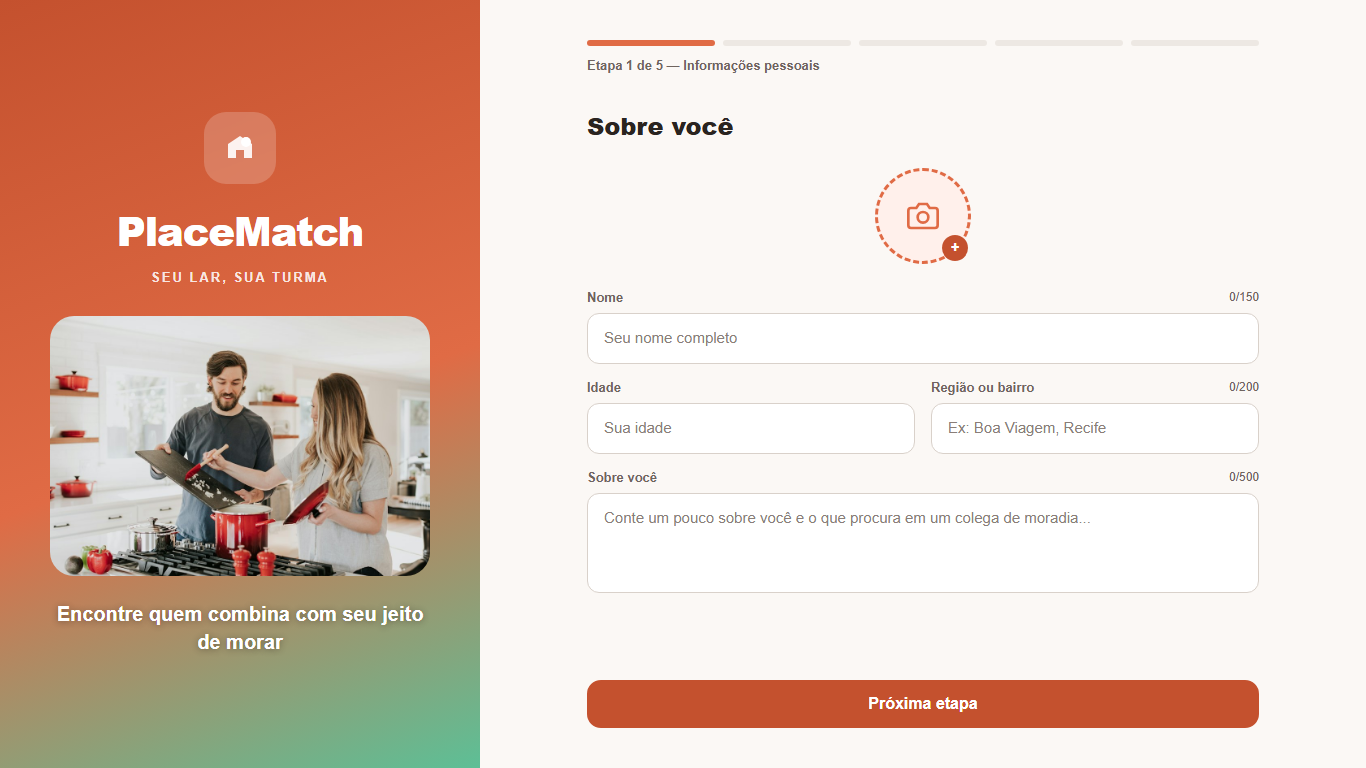 PlaceMatch
SEU LAR, SUA TURMA
Encontre quem combina com seu jeito
de morar
Etapa 1 de 5 — Informações pessoais
Sobre você
+
Nome 0/150
Seu nome completo
Idade
Região ou bairro 0/200
Sua idade
Ex: Boa Viagem, Recife
Sobre você 0/500
Conte um pouco sobre você e o que procura em um colega de moradia...
Próxima etapa